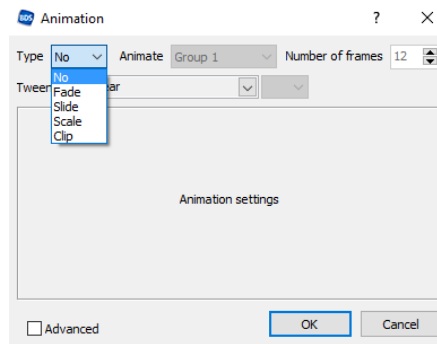 BDS Animation ?
Type No Animate Group 1 Number of frames 12
Tween ar
No
Fade
Slide
Scale
Clip
Animation settings
Advanced OK Cancel